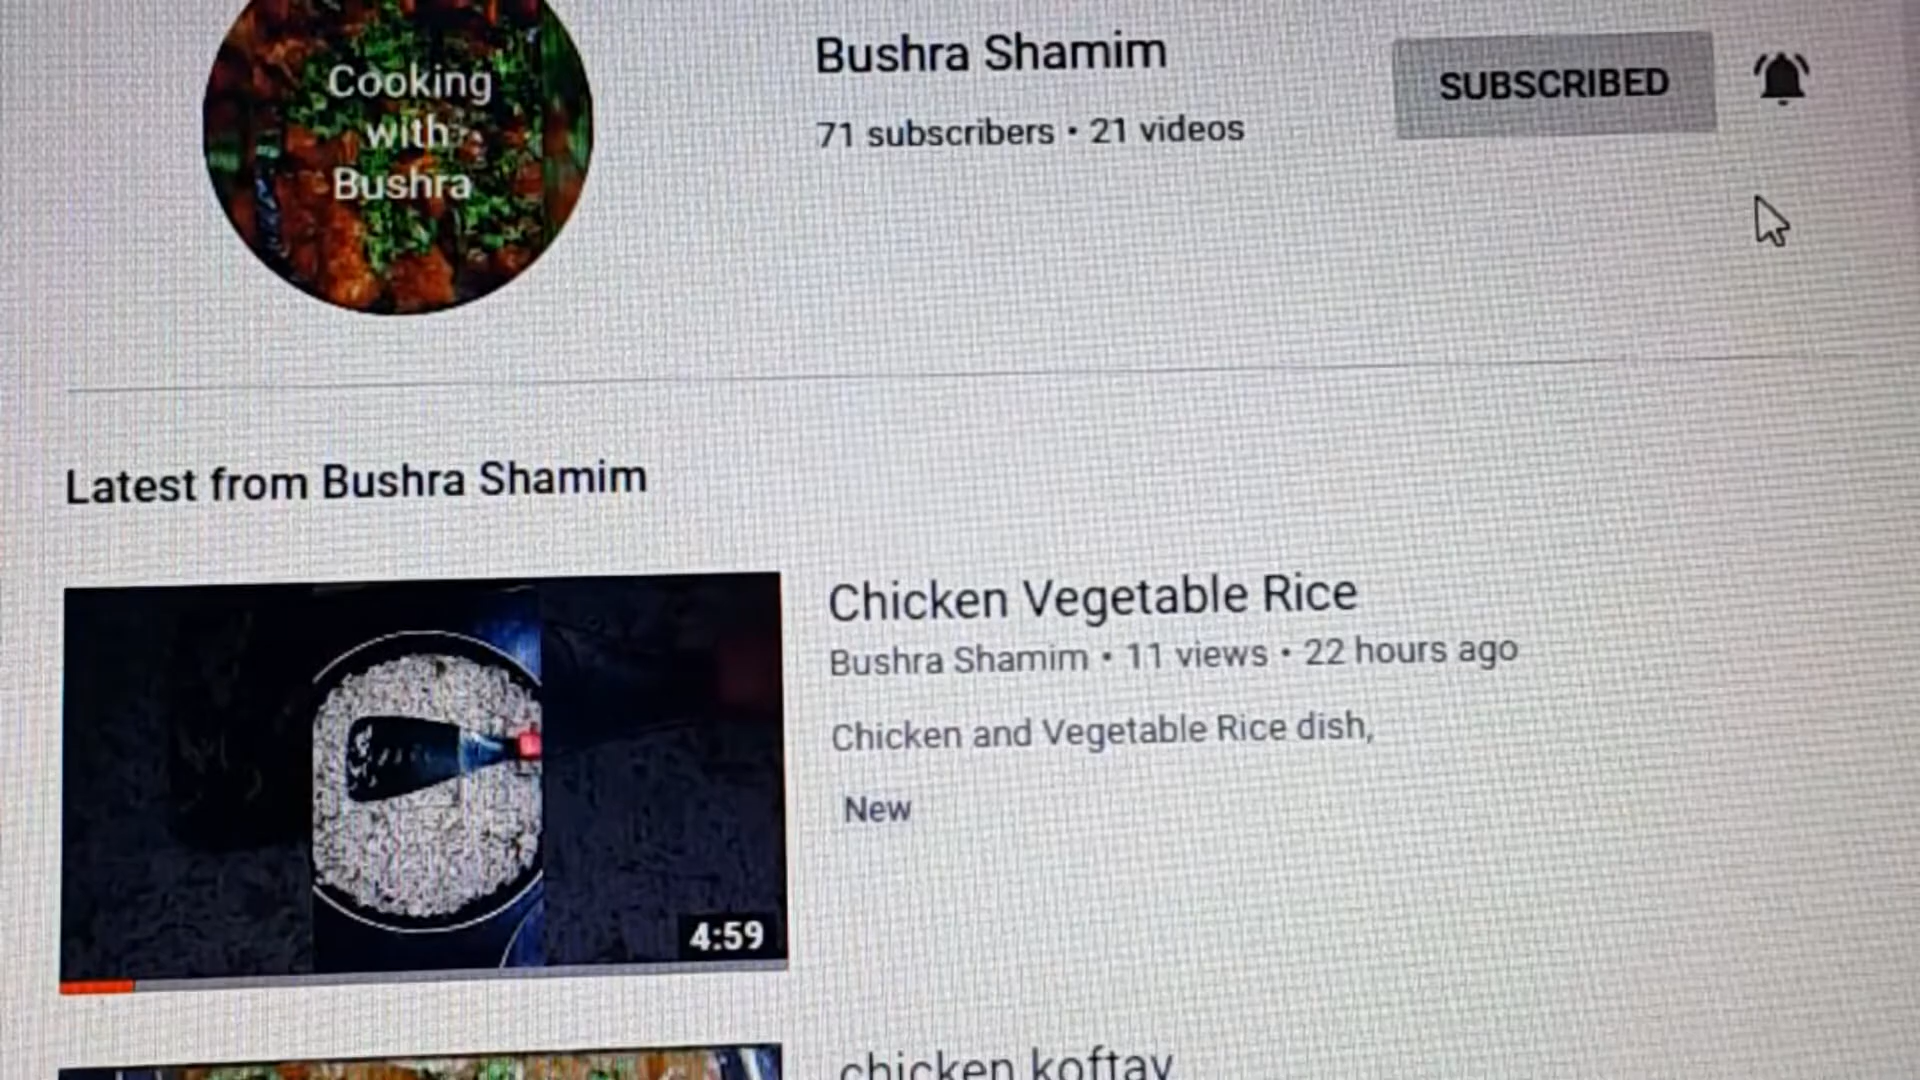 Cooking
with
Bushra
Bushra Shamim
71 subscribers • 21 videos
SUBSCRIBED
Latest from Bushra Shamim
Chicken Vegetable Rice
Bushra Shamim • 11 views • 22 hours ago
Chicken and Vegetable Rice dish,
New
4:59
chicken koftay